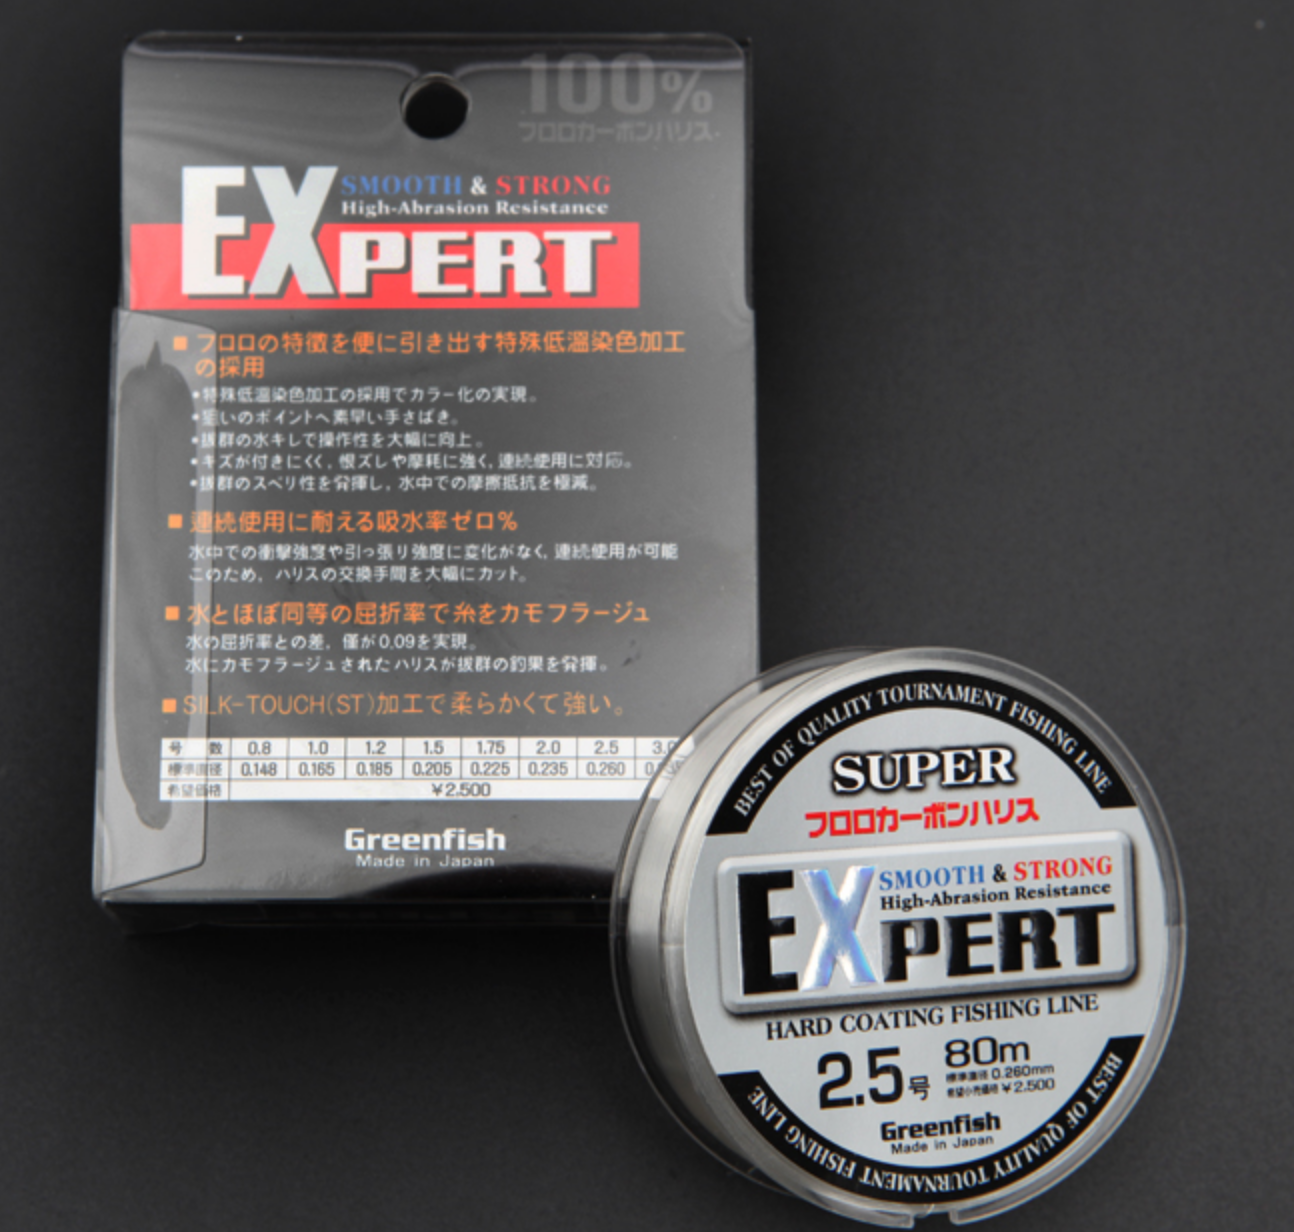 100%
フロロカーボンハリス
EXPERT
SMOOTH & STRONG
High-Abrasion Resistance
■フロロの特徴を便に引き出す特殊低温染色加工
の採用
•特殊低温染色加工の採用でカラー化の実現。
•狙いのポイントへ素早い手さばき。
•抜群の水キレで操作性を大幅に向上。
•キズが付きにくく,根ズレや摩耗に強く,連続使用に対応。
•抜群のスベリ性を発揮し,水中での摩擦抵抗を極減。
■連続使用に耐える吸水率ゼロ%
水中での衝撃強度や引っ張り強度に変化がなく,連続使用が可能
このため,ハリスの交換手間を大幅にカット。
■水とほぼ同等の屈折率で糸をカモフラージュ
水の屈折率との差,僅が0.09を実現。
水にカモフラージュされたハリスが抜群の釣果を発揮。
■SILK-TOUCH(ST)加工で柔らかくて強い。
号 数 0.8 1.0 1.2 1.5 1.75 2.0 2.5 3.0
標準直径 0.148 0.165 0.185 0.205 0.225 0.235 0.260
希望価格 ¥2.500
Greenfish
Made in Japan
BEST OF QUALITY TOURNAMENT FISHING LINE
SUPER
フロロカーボンハリス
EXPERT
SMOOTH & STRONG
High-Abrasion Resistance
HARD COATING FISHING LINE
2.5号 80m
標準直径 0.260mm
希望小売価格 ¥2.500
Greenfish
Made in Japan
BEST OF QUALITY TOURNAMENT FISHING LINE